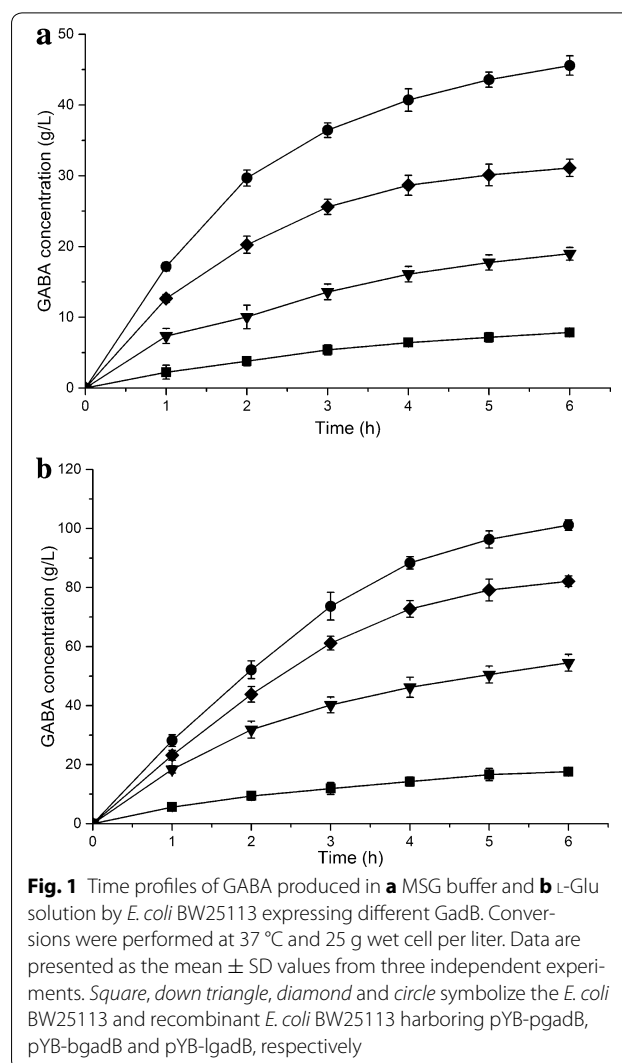 a
50
40
30
20
10
0
GABA concentration (g/L)
0 1 2 3 4 5 6
Time (h)
b
120
100
80
60
40
20
0
GABA concentration (g/L)
0 1 2 3 4 5 6
Time (h)
Fig. 1 Time profiles of GABA produced in a MSG buffer and b L-Glu
solution by E. coli BW25113 expressing different GadB. Conver-
sions were performed at 37 °C and 25 g wet cell per liter. Data are
presented as the mean ± SD values from three independent experi-
ments. Square, down triangle, diamond and circle symbolize the E. coli
BW25113 and recombinant E. coli BW25113 harboring pYB-pgadB,
pYB-bgadB and pYB-lgadB, respectively